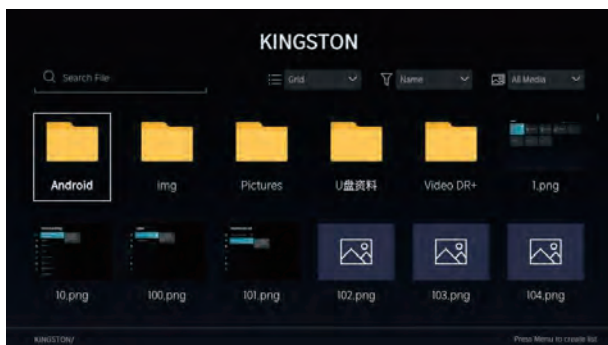 KINGSTON
Search File
Grid
Name
All Media
Android
Img
Pictures
U盘资料
Video DR+
1.png
10.png
100.png
101.png
102.png
103.png
104.png
KINGSTON/
Press Menu to create list